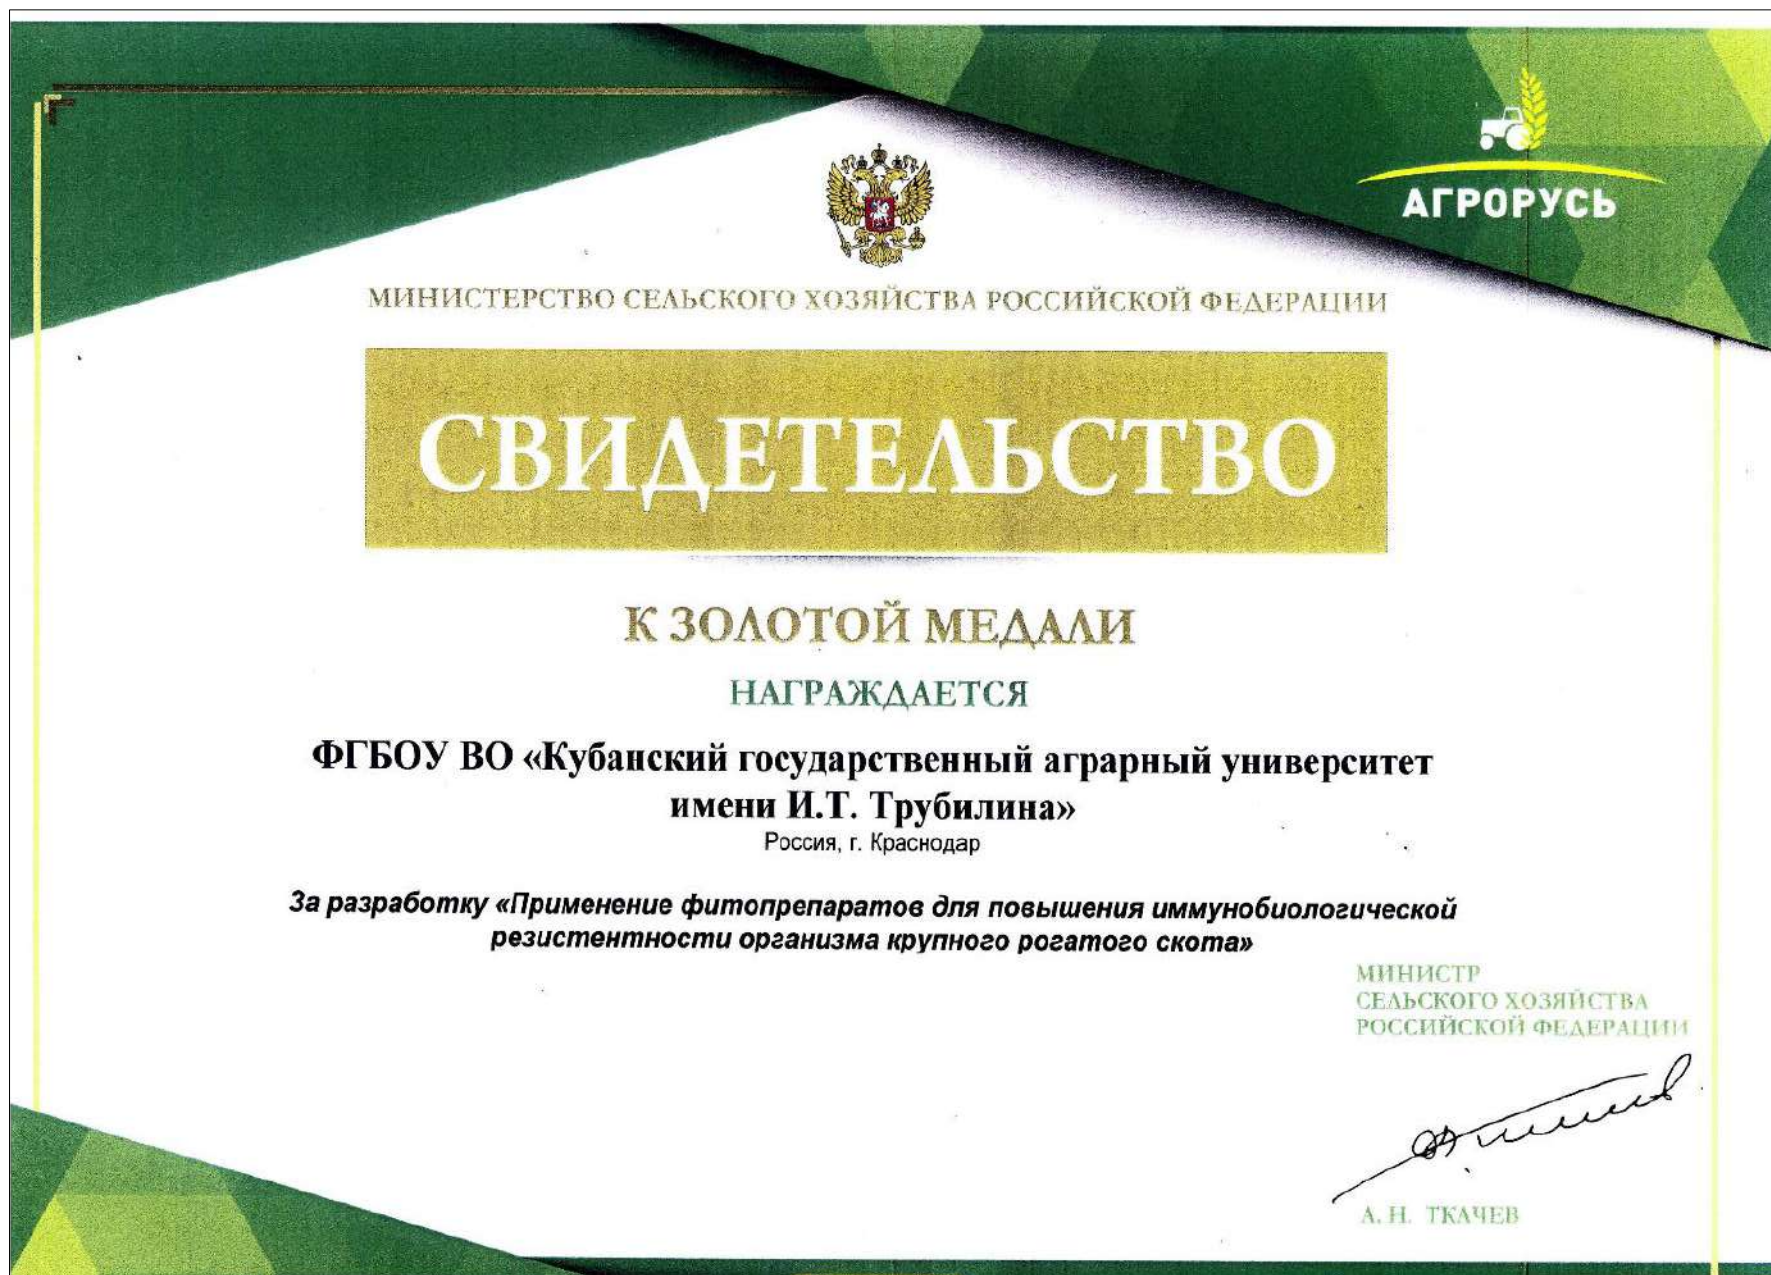 АГРОРУСЬ
МИНИСТЕРСТВО СЕЛЬСКОГО ХОЗЯЙСТВА РОССИЙСКОЙ ФЕДЕРАЦИИ
СВИДЕТЕЛЬСТВО
К ЗОЛОТОЙ МЕДАЛИ
НАГРАЖДАЕТСЯ
ФГБОУ ВО «Кубанский государственный аграрный университет
имени И.Т. Трубилина»
Россия, г. Краснодар
За разработку «Применение фитопрепаратов для повышения иммунобиологической
резистентности организма крупного рогатого скота»
МИНИСТР
СЕЛЬСКОГО ХОЗЯЙСТВА
РОССИЙСКОЙ ФЕДЕРАЦИИ
А. Н. ТКАЧЕВ